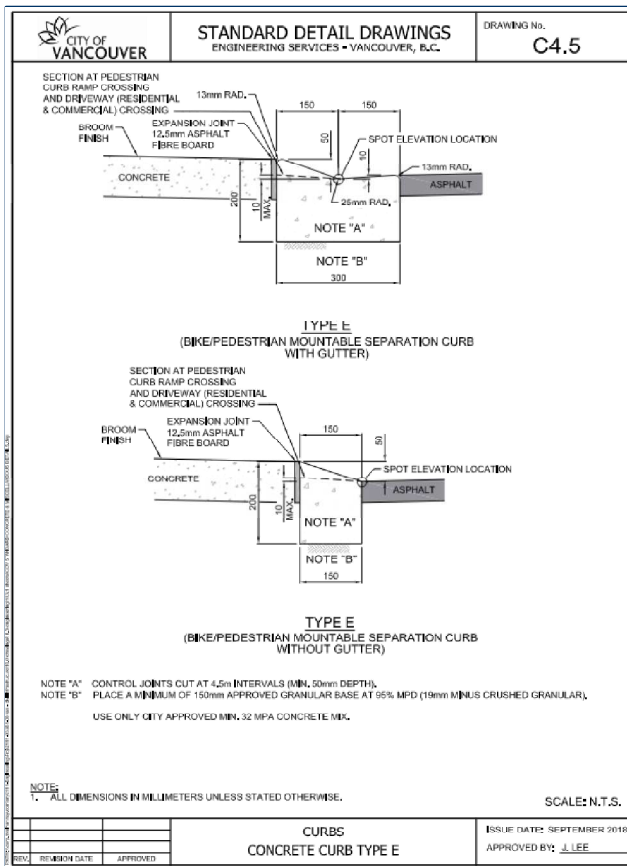 CITY OF
VANCOUVER
STANDARD DETAIL DRAWINGS
ENGINEERING SERVICES - VANCOUVER, B.C.
DRAWING No.
C4.5
SECTION AT PEDESTRIAN
CURB RAMP CROSSING
AND DRIVEWAY (RESIDENTIAL
& COMMERCIAL) CROSSING
13mm RAD.
150
150
BROOM
FINISH
EXPANSION JOINT
12.5mm ASPHALT
FIBRE BOARD
50
10
SPOT ELEVATION LOCATION
13mm RAD.
CONCRETE
ASPHALT
200
10
MAX.
25mm RAD.
NOTE "A"
NOTE "B"
300
TYPE E
(BIKE/PEDESTRIAN MOUNTABLE SEPARATION CURB
WITH GUTTER)
SECTION AT PEDESTRIAN
CURB RAMP CROSSING
AND DRIVEWAY (RESIDENTIAL
& COMMERCIAL) CROSSING
EXPANSION JOINT
12.5mm ASPHALT
FIBRE BOARD
BROOM
FINISH
150
50
SPOT ELEVATION LOCATION
CONCRETE
ASPHALT
200
10
MAX.
NOTE "A"
NOTE "B"
150
TYPE E
(BIKE/PEDESTRIAN MOUNTABLE SEPARATION CURB
WITHOUT GUTTER)
NOTE "A" CONTROL JOINTS CUT AT 4.5m INTERVALS (MIN. 50mm DEPTH).
NOTE "B" PLACE A MINIMUM OF 150mm APPROVED GRANULAR BASE AT 95% MPD (19mm MINUS CRUSHED GRANULAR).
USE ONLY CITY APPROVED MIN. 32 MPA CONCRETE MIX.
NOTE:
1. ALL DIMENSIONS IN MILLIMETERS UNLESS STATED OTHERWISE.
SCALE: N.T.S.
REV. REVISION DATE APPROVED
CURBS
CONCRETE CURB TYPE E
ISSUE DATE: SEPTEMBER 2018
APPROVED BY: J. LEE